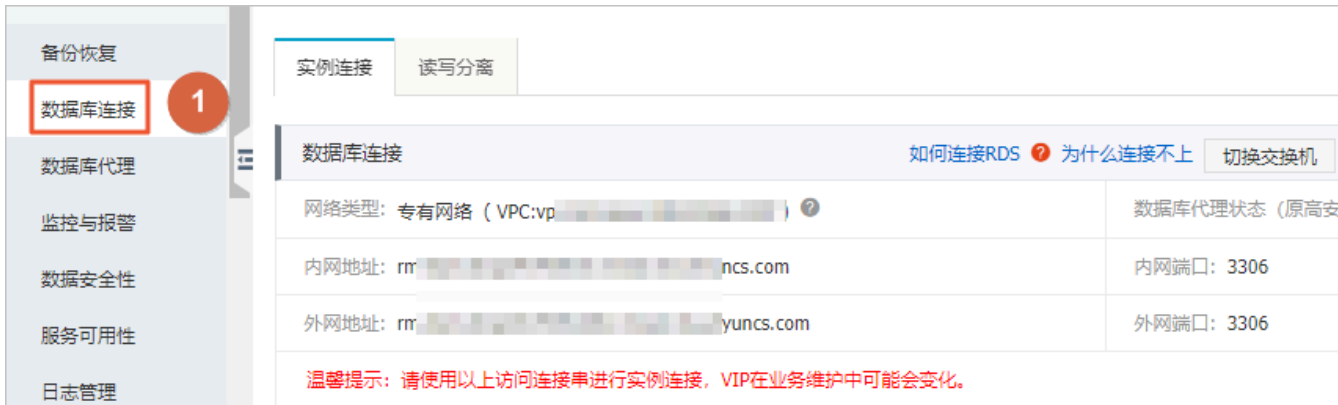 备份恢复
数据库连接
1
数据库代理
监控与报警
数据安全性
服务可用性
日志管理
实例连接 读写分离
数据库连接 如何连接RDS ? 为什么连接不上 切换交换机
网络类型: 专有网络 ( VPC:vp ) ? 数据库代理状态 (原高安
内网地址: rm ncs.com 内网端口: 3306
外网地址: rm yuncs.com 外网端口: 3306
温馨提示: 请使用以上访问连接串进行实例连接, VIP在业务维护中可能会变化。